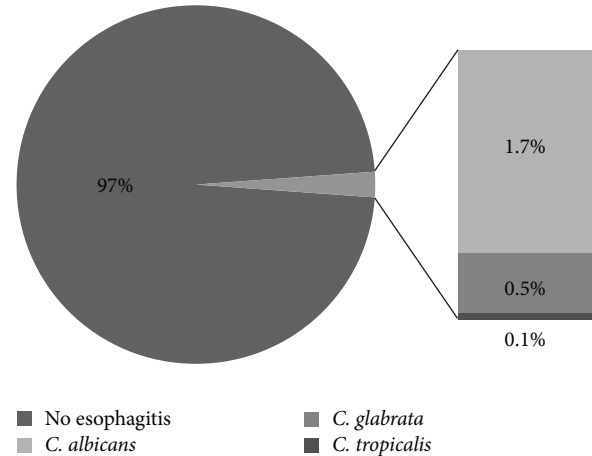 97%
1.7%
0.5%
0.1%
No esophagitis
C. albicans
C. glabrata
C. tropicalis